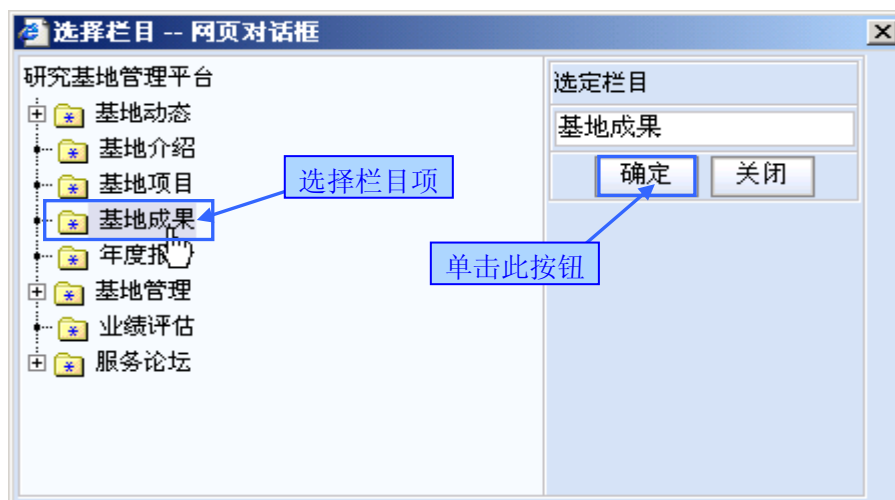 选择栏目 -- 网页对话框
研究基地管理平台
基地动态
基地介绍
基地项目
基地成果
年度报
基地管理
业绩评估
服务论坛
选择栏目项
选定栏目
基地成果
确定
关闭
单击此按钮